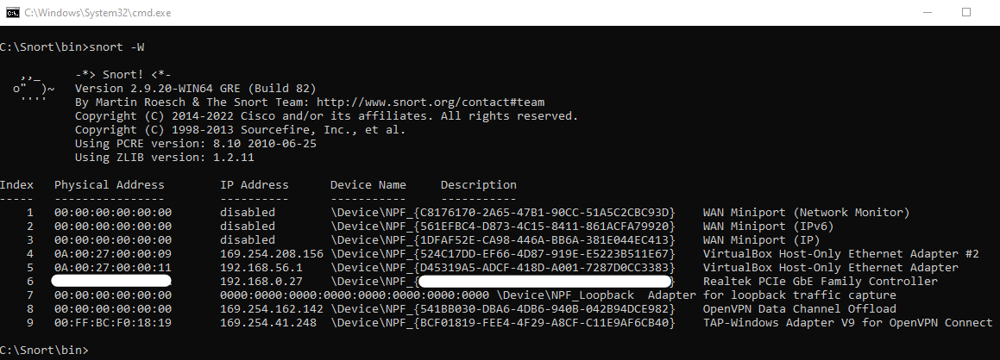 C:\Windows\System32\cmd.exe
C:\Snort\bin>snort -W
,,_     -*> Snort! <*-
o"  )~   Version 2.9.20-WIN64 GRE (Build 82)
''''    By Martin Roesch & The Snort Team: http://www.snort.org/contact#team
Copyright (C) 2014-2022 Cisco and/or its affiliates. All rights reserved.
Copyright (C) 1998-2013 Sourcefire, Inc., et al.
Using PCRE version: 8.10 2010-06-25
Using ZLIB version: 1.2.11
Index   Physical Address        IP Address      Device Name     Description
-----   ----------------        ----------      -----------     -----------
1   00:00:00:00:00:00       disabled        \Device\NPF_{C8176170-2A65-47B1-90CC-51A5C2CBC93D}    WAN Miniport (Network Monitor)
2   00:00:00:00:00:00       disabled        \Device\NPF_{561EFBC4-D873-4C15-8411-861ACFA79920}    WAN Miniport (IPv6)
3   00:00:00:00:00:00       disabled        \Device\NPF_{1DFAF52E-CA98-446A-BB6A-381E044EC413}    WAN Miniport (IP)
4   0A:00:27:00:00:09       169.254.208.156 \Device\NPF_{524C17DD-EF66-4D87-919E-E5223B511E67}    VirtualBox Host-Only Ethernet Adapter #2
5   0A:00:27:00:00:11       192.168.56.1    \Device\NPF_{D45319A5-ADCF-418D-A001-7287D0CC3383}    VirtualBox Host-Only Ethernet Adapter
6   192.168.0.27    \Device\NPF_{}    Realtek PCIe GbE Family Controller
7   00:00:00:00:00:00       0000:0000:0000:0000:0000:0000:0000:0000 \Device\NPF_Loopback  Adapter for loopback traffic capture
8   00:00:00:00:00:00       169.254.162.142 \Device\NPF_{541BB030-DBA6-4DB6-940B-042B94DCE982}    OpenVPN Data Channel Offload
9   00:FF:BC:F0:18:19       169.254.41.248  \Device\NPF_{BCF01819-FEE4-4F29-A8CF-C11E9AF6CB40}    TAP-Windows Adapter V9 for OpenVPN Connect
C:\Snort\bin>